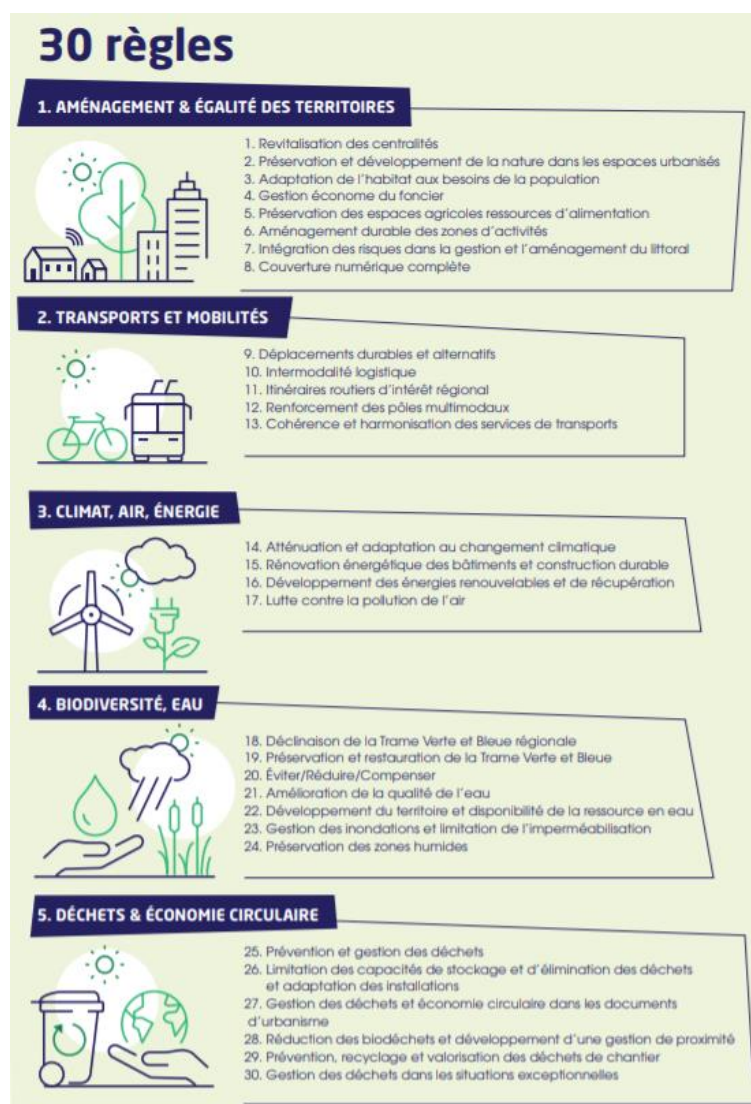 30 règles
1. AMÉNAGEMENT & ÉGALITÉ DES TERRITOIRES
1. Revitalisation des centralités
2. Préservation et développement de la nature dans les espaces urbanisés
3. Adaptation de l'habitat aux besoins de la population
4. Gestion économe du foncier
5. Préservation des espaces agricoles ressources d'alimentation
6. Aménagement durable des zones d'activités
7. Intégration des risques dans la gestion et l'aménagement du littoral
8. Couverture numérique complète
2. TRANSPORTS ET MOBILITÉS
9. Déplacements durables et alternatifs
10. Intermodalité logistique
11. Itinéraires routiers d'intérêt régional
12. Renforcement des pôles multimodaux
13. Cohérence et harmonisation des services de transports
3. CLIMAT, AIR, ÉNERGIE
14. Atténuation et adaptation au changement climatique
15. Rénovation énergétique des bâtiments et construction durable
16. Développement des énergies renouvelables et de récupération
17. Lutte contre la pollution de l'air
4. BIODIVERSITÉ, EAU
18. Déclinaison de la Trame Verte et Bleue régionale
19. Préservation et restauration de la Trame Verte et Bleue
20. Éviter/Réduire/Compenser
21. Amélioration de la qualité de l'eau
22. Développement du territoire et disponibilité de la ressource en eau
23. Gestion des inondations et limitation de l'imperméabilisation
24. Préservation des zones humides
5. DÉCHETS & ÉCONOMIE CIRCULAIRE
25. Prévention et gestion des déchets
26. Limitation des capacités de stockage et d'élimination des déchets
et adaptation des installations
27. Gestion des déchets et économie circulaire dans les documents
d'urbanisme
28. Réduction des biodéchets et développement d'une gestion de proximité
29. Prévention, recyclage et valorisation des déchets de chantier
30. Gestion des déchets dans les situations exceptionnelles